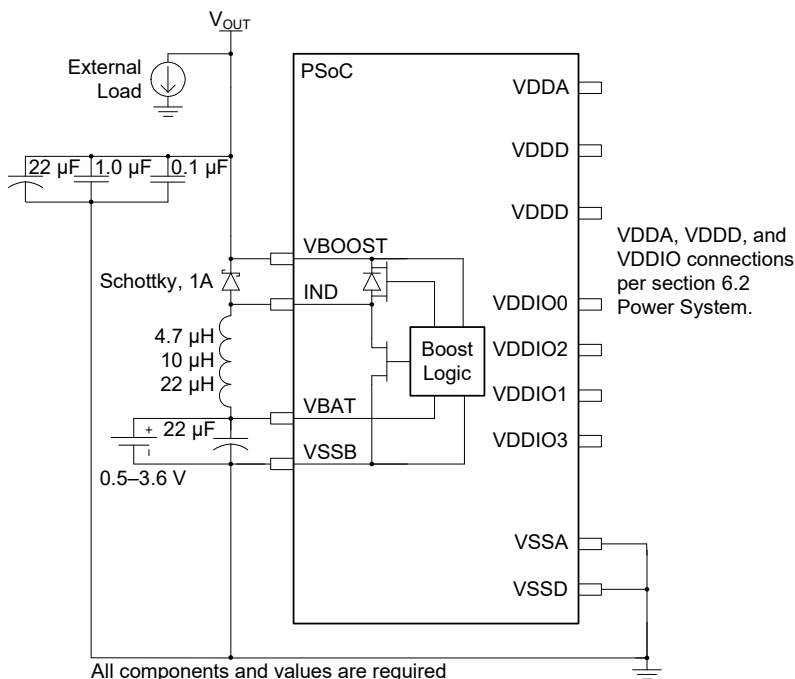 VOUT
External
Load
PSoC
VDDA
VDDD
VDDD
22 µF 1.0 µF 0.1 µF
VDDA, VDDD, and
VDDIO connections
per section 6.2
Power System.
VBOOST
Schottky, 1A
IND
VDDIO0
4.7 µH
10 µH
22 µH
Boost
Logic
VDDIO2
VDDIO1
VBAT
22 µF
VDDIO3
VSSB
+
-
0.5–3.6 V
VSSA
VSSD
All components and values are required